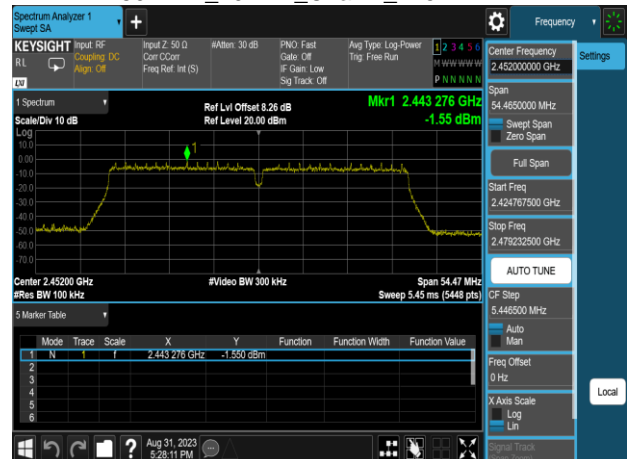 Spectrum Analyzer 1
Swept SA
Frequency
KEYSIGHT
RL
LXI
Input: RF
Coupling: DC
Align: Off
Input Z: 50 Ω
Corr CCorr
Freq Ref: Int (S)
#Atten: 30 dB
PNO: Fast
Gate: Off
IF Gain: Low
Sig Track: Off
Avg Type: Log-Power
Trig: Free Run
1 2 3 4 5 6
M W W W W W
P N N N N N
Center Frequency
2.452000000 GHz
Settings
Span
54.4650000 MHz
Swept Span
Zero Span
Full Span
Start Freq
2.424767500 GHz
Stop Freq
2.479232500 GHz
AUTO TUNE
CF Step
5.446500 MHz
Auto
Man
Freq Offset
0 Hz
X Axis Scale
Log
Lin
Local
Signal Track
1 Spectrum
Scale/Div 10 dB
Ref Lvl Offset 8.26 dB
Ref Level 20.00 dBm
Mkr1 2.443 276 GHz
-1.55 dBm
Log
10.0
0.00
-10.0
-20.0
-30.0
-40.0
-50.0
-60.0
-70.0
1
Center 2.45200 GHz
#Res BW 100 kHz
#Video BW 300 kHz
Span 54.47 MHz
Sweep 5.45 ms (5448 pts)
5 Marker Table
Mode Trace Scale X Y Function Function Width Function Value
1 N 1 f 2.443 276 GHz -1.550 dBm
2
3
4
5
6
?
Aug 31, 2023
5:28:11 PM